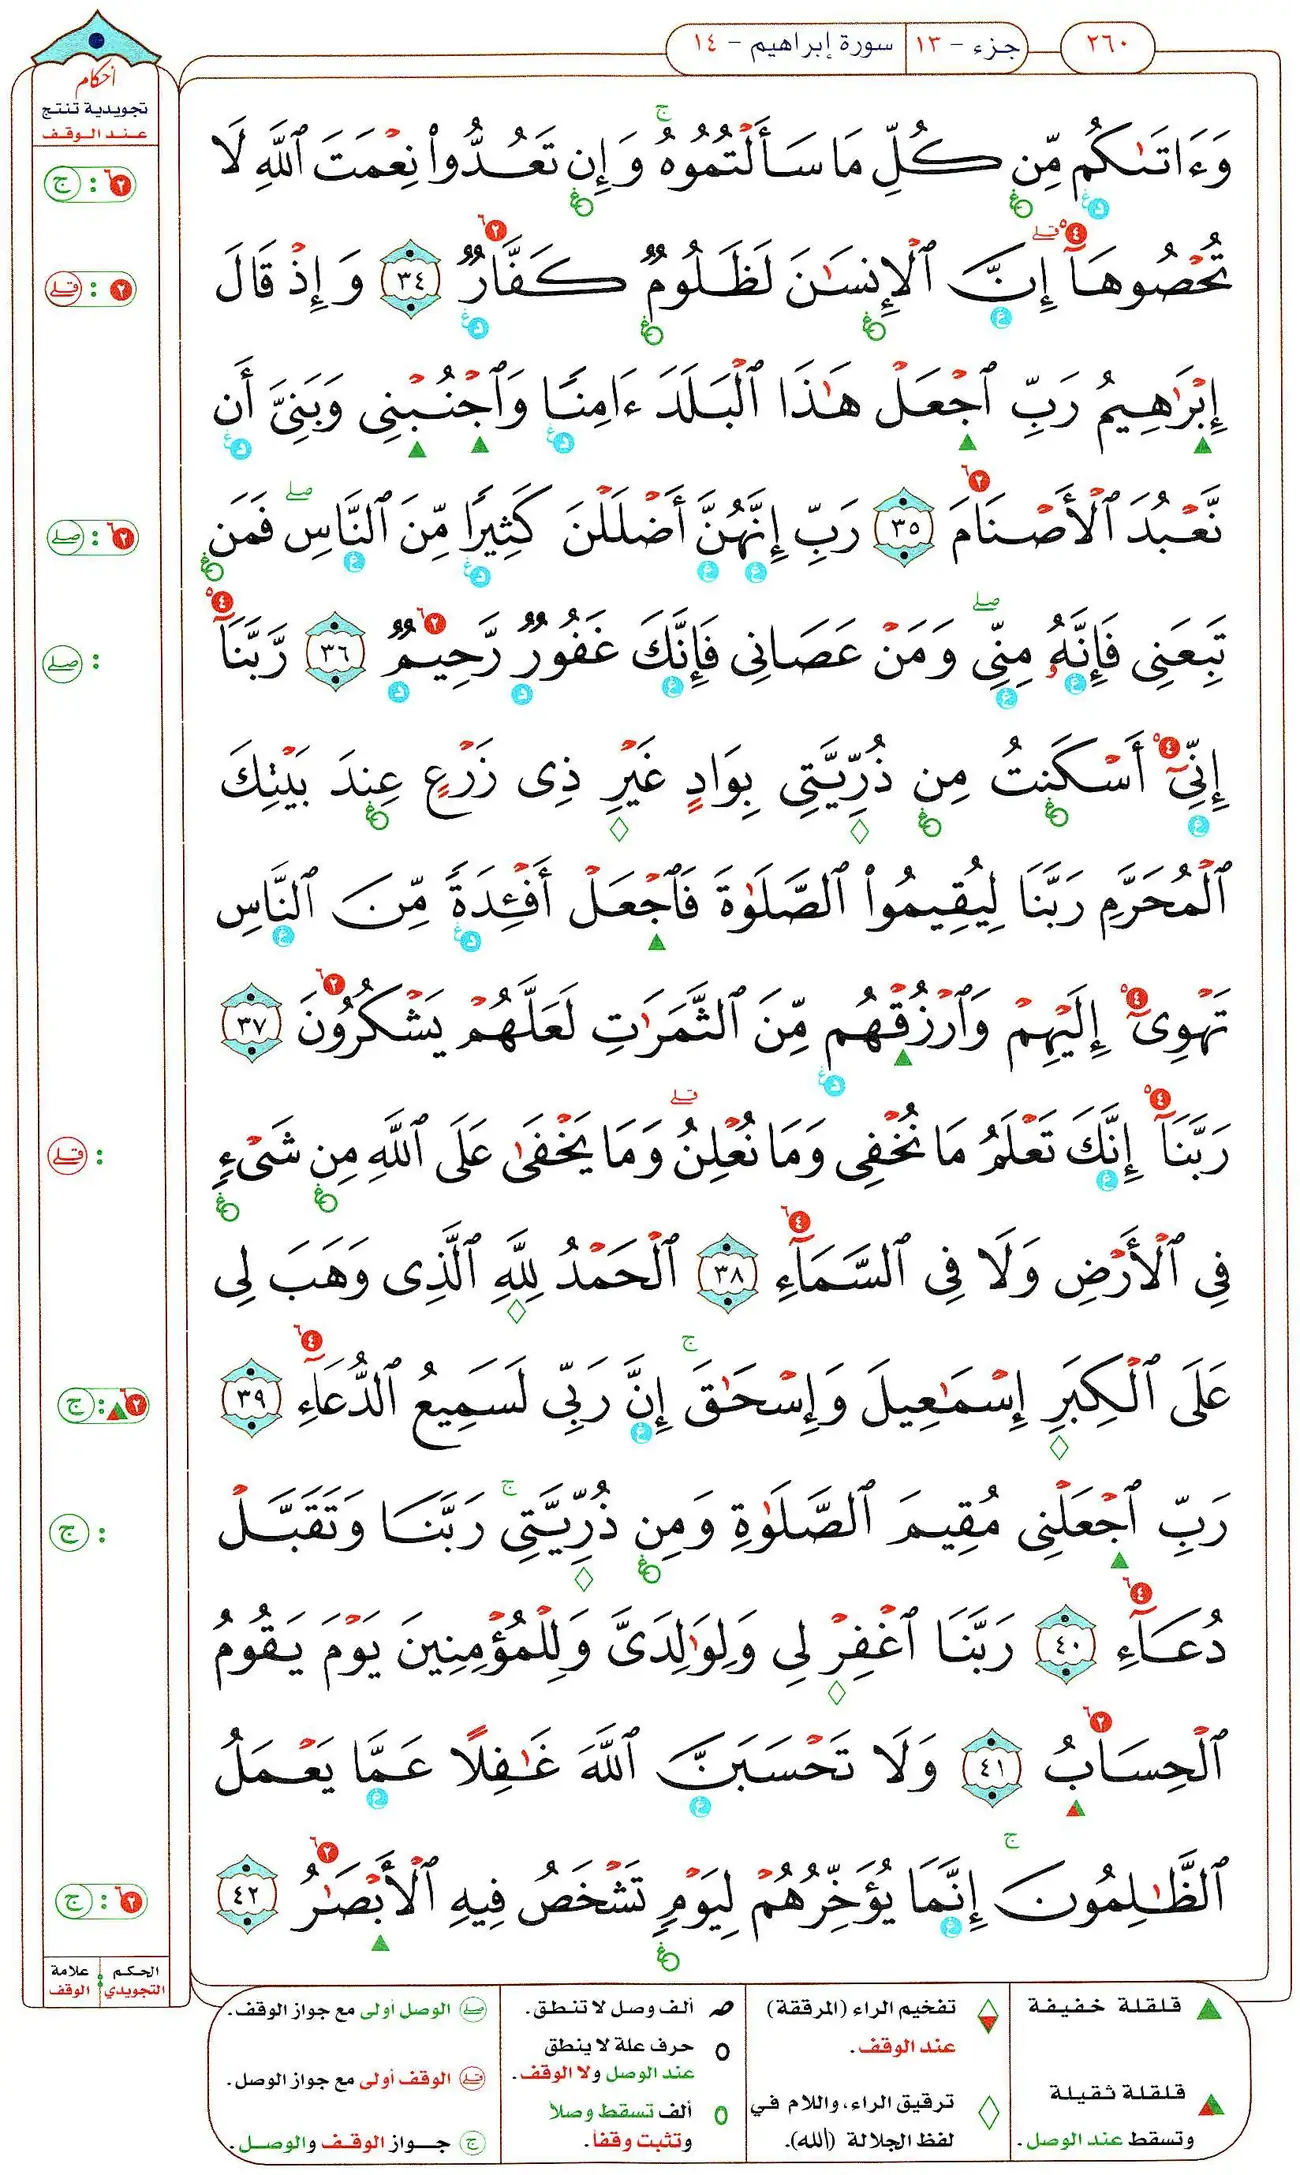 ٢٦٠
جزء - ١٣ سورة إبراهيم - ١٤
أحكام
تجويدية تنتج
عند الوقف
وَءَاتَىٰكُم مِّن كُلِّ مَا سَأَلْتُمُوهُ ۚ وَإِن تَعُدُّوا۟ نِعْمَتَ ٱللَّهِ لَا
تُحْصُوهَآ ۗ إِنَّ ٱلْإِنسَـٰنَ لَظَلُومٌ كَفَّارٌ ٣٤ وَإِذْ قَالَ
إِبْرَٰهِيمُ رَبِّ ٱجْعَلْ هَـٰذَا ٱلْبَلَدَ ءَامِنًا وَٱجْنُبْنِى وَبَنِىَّ أَن
نَّعْبُدَ ٱلْأَصْنَامَ ٣٥ رَبِّ إِنَّهُنَّ أَضْلَلْنَ كَثِيرًا مِّنَ ٱلنَّاسِ ۖ فَمَن
تَبِعَنِى فَإِنَّهُۥ مِنِّى ۖ وَمَنْ عَصَانِى فَإِنَّكَ غَفُورٌ رَّحِيمٌ ٣٦ رَّبَّنَآ
إِنِّىٓ أَسْكَنتُ مِن ذُرِّيَّتِى بِوَادٍ غَيْرِ ذِى زَرْعٍ عِندَ بَيْتِكَ
ٱلْمُحَرَّمِ رَبَّنَا لِيُقِيمُوا۟ ٱلصَّلَوٰةَ فَٱجْعَلْ أَفْـِٔدَةً مِّنَ ٱلنَّاسِ
تَهْوِىٓ إِلَيْهِمْ وَٱرْزُقْهُم مِّنَ ٱلثَّمَرَٰتِ لَعَلَّهُمْ يَشْكُرُونَ ٣٧
رَبَّنَآ إِنَّكَ تَعْلَمُ مَا نُخْفِى وَمَا نُعْلِنُ ۗ وَمَا يَخْفَىٰ عَلَى ٱللَّهِ مِن شَىْءٍ
فِى ٱلْأَرْضِ وَلَا فِى ٱلسَّمَآءِ ٣٨ ٱلْحَمْدُ لِلَّهِ ٱلَّذِى وَهَبَ لِى
عَلَى ٱلْكِبَرِ إِسْمَـٰعِيلَ وَإِسْحَـٰقَ ۚ إِنَّ رَبِّى لَسَمِيعُ ٱلدُّعَآءِ ٣٩
رَبِّ ٱجْعَلْنِى مُقِيمَ ٱلصَّلَوٰةِ وَمِن ذُرِّيَّتِى ۚ رَبَّنَا وَتَقَبَّلْ
دُعَآءِ ٤٠ رَبَّنَا ٱغْفِرْ لِى وَلِوَٰلِدَىَّ وَلِلْمُؤْمِنِينَ يَوْمَ يَقُومُ
ٱلْحِسَابُ ٤١ وَلَا تَحْسَبَنَّ ٱللَّهَ غَـٰفِلًا عَمَّا يَعْمَلُ
ٱلظَّـٰلِمُونَ ۚ إِنَّمَا يُؤَخِّرُهُمْ لِيَوْمٍ تَشْخَصُ فِيهِ ٱلْأَبْصَـٰرُ ٤٢
الحكم التجويدي : علامة الوقف
قلقلة خفيفة
قلقلة ثقيلة
وتسقط عند الوصل.
تفخيم الراء (المرققة)
عند الوقف.
ترقيق الراء، واللام في
لفظ الجلالة (الله).
ألف وصل لا تنطق.
حرف علة لا ينطق
عند الوصل ولا الوقف.
ألف تسقط وصلاً
وتثبت وقفاً.
الوصل أولى مع جواز الوقف.
الوقف أولى مع جواز الوصل.
جـواز الوقـف والوصـل.